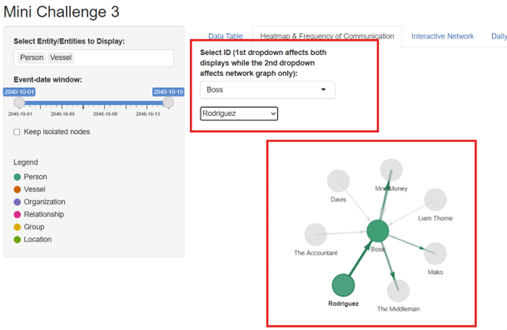 Mini Challenge 3
Select Entity/Entities to Display:
Person Vessel
Event-date window:
2040-10-01 2040-10-15
2040-10-01 2040-10-05 2040-10-09 2040-10-13
Keep isolated nodes
Legend
Person
Vessel
Organization
Relationship
Group
Location
Data Table Heatmap & Frequency of Communication Interactive Network Daily
Select ID (1st dropdown affects both
displays while the 2nd dropdown
affects network graph only):
Boss
Rodriguez
Mrs. Money
Davis
Liam Thorne
Boss
The Accountant
Mako
Rodriguez
The Middleman